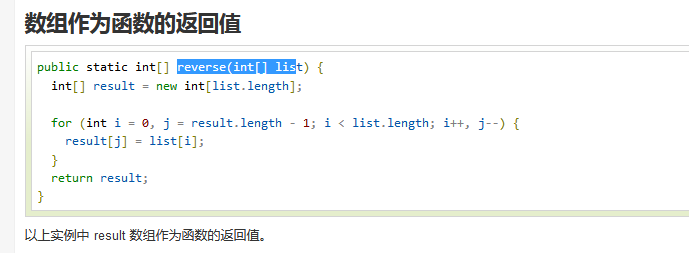 数组作为函数的返回值
public static int[] reverse(int[] list) {
  int[] result = new int[list.length];
  for (int i = 0, j = result.length - 1; i < list.length; i++, j--) {
    result[j] = list[i];
  }
  return result;
}
以上实例中 result 数组作为函数的返回值。